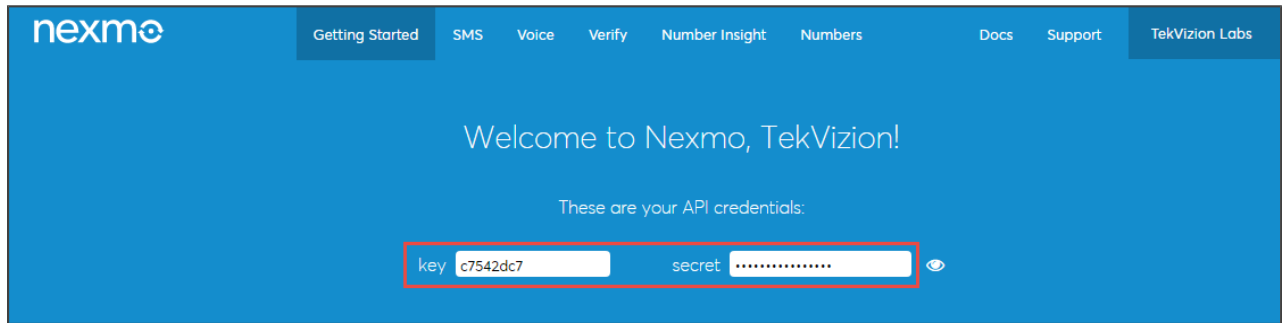 nexmo Getting Started SMS Voice Verify Number Insight Numbers Docs Support TekVizion Labs
Welcome to Nexmo, TekVizion!
These are your API credentials:
key c7542dc7 secret ••••••••••••••••